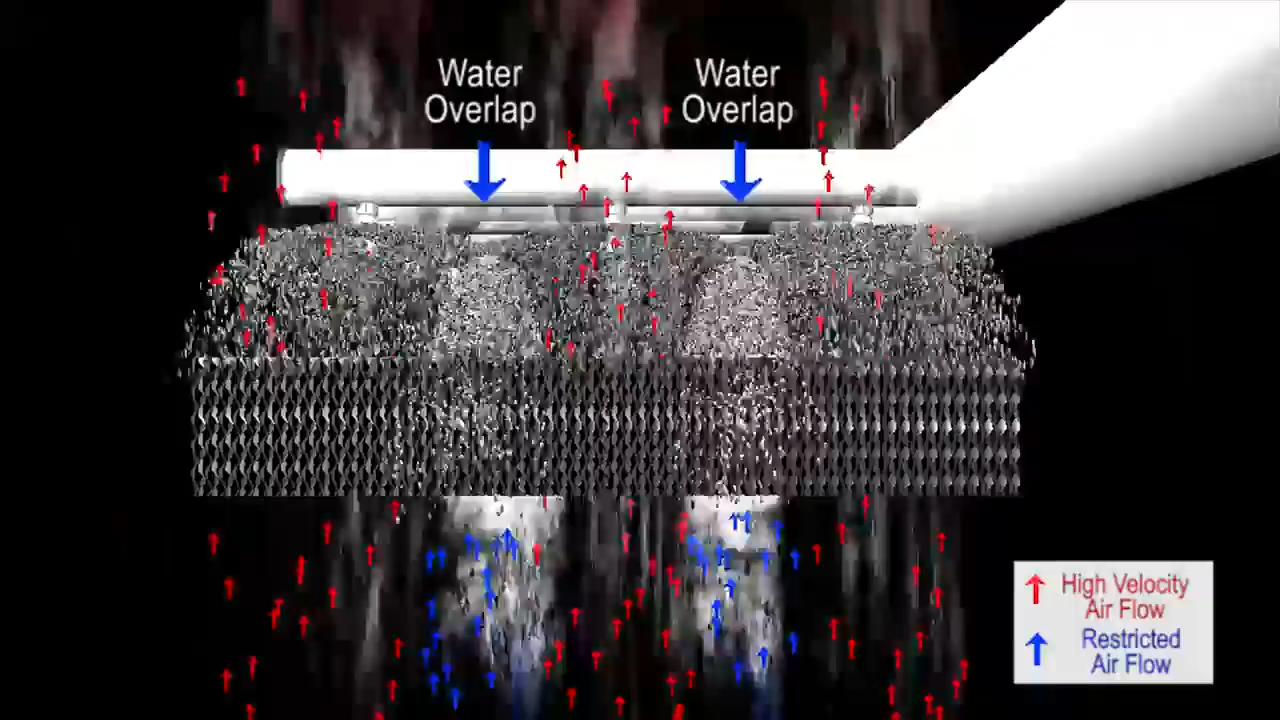 Water
Overlap
Water
Overlap
High Velocity
Air Flow
Restricted
Air Flow